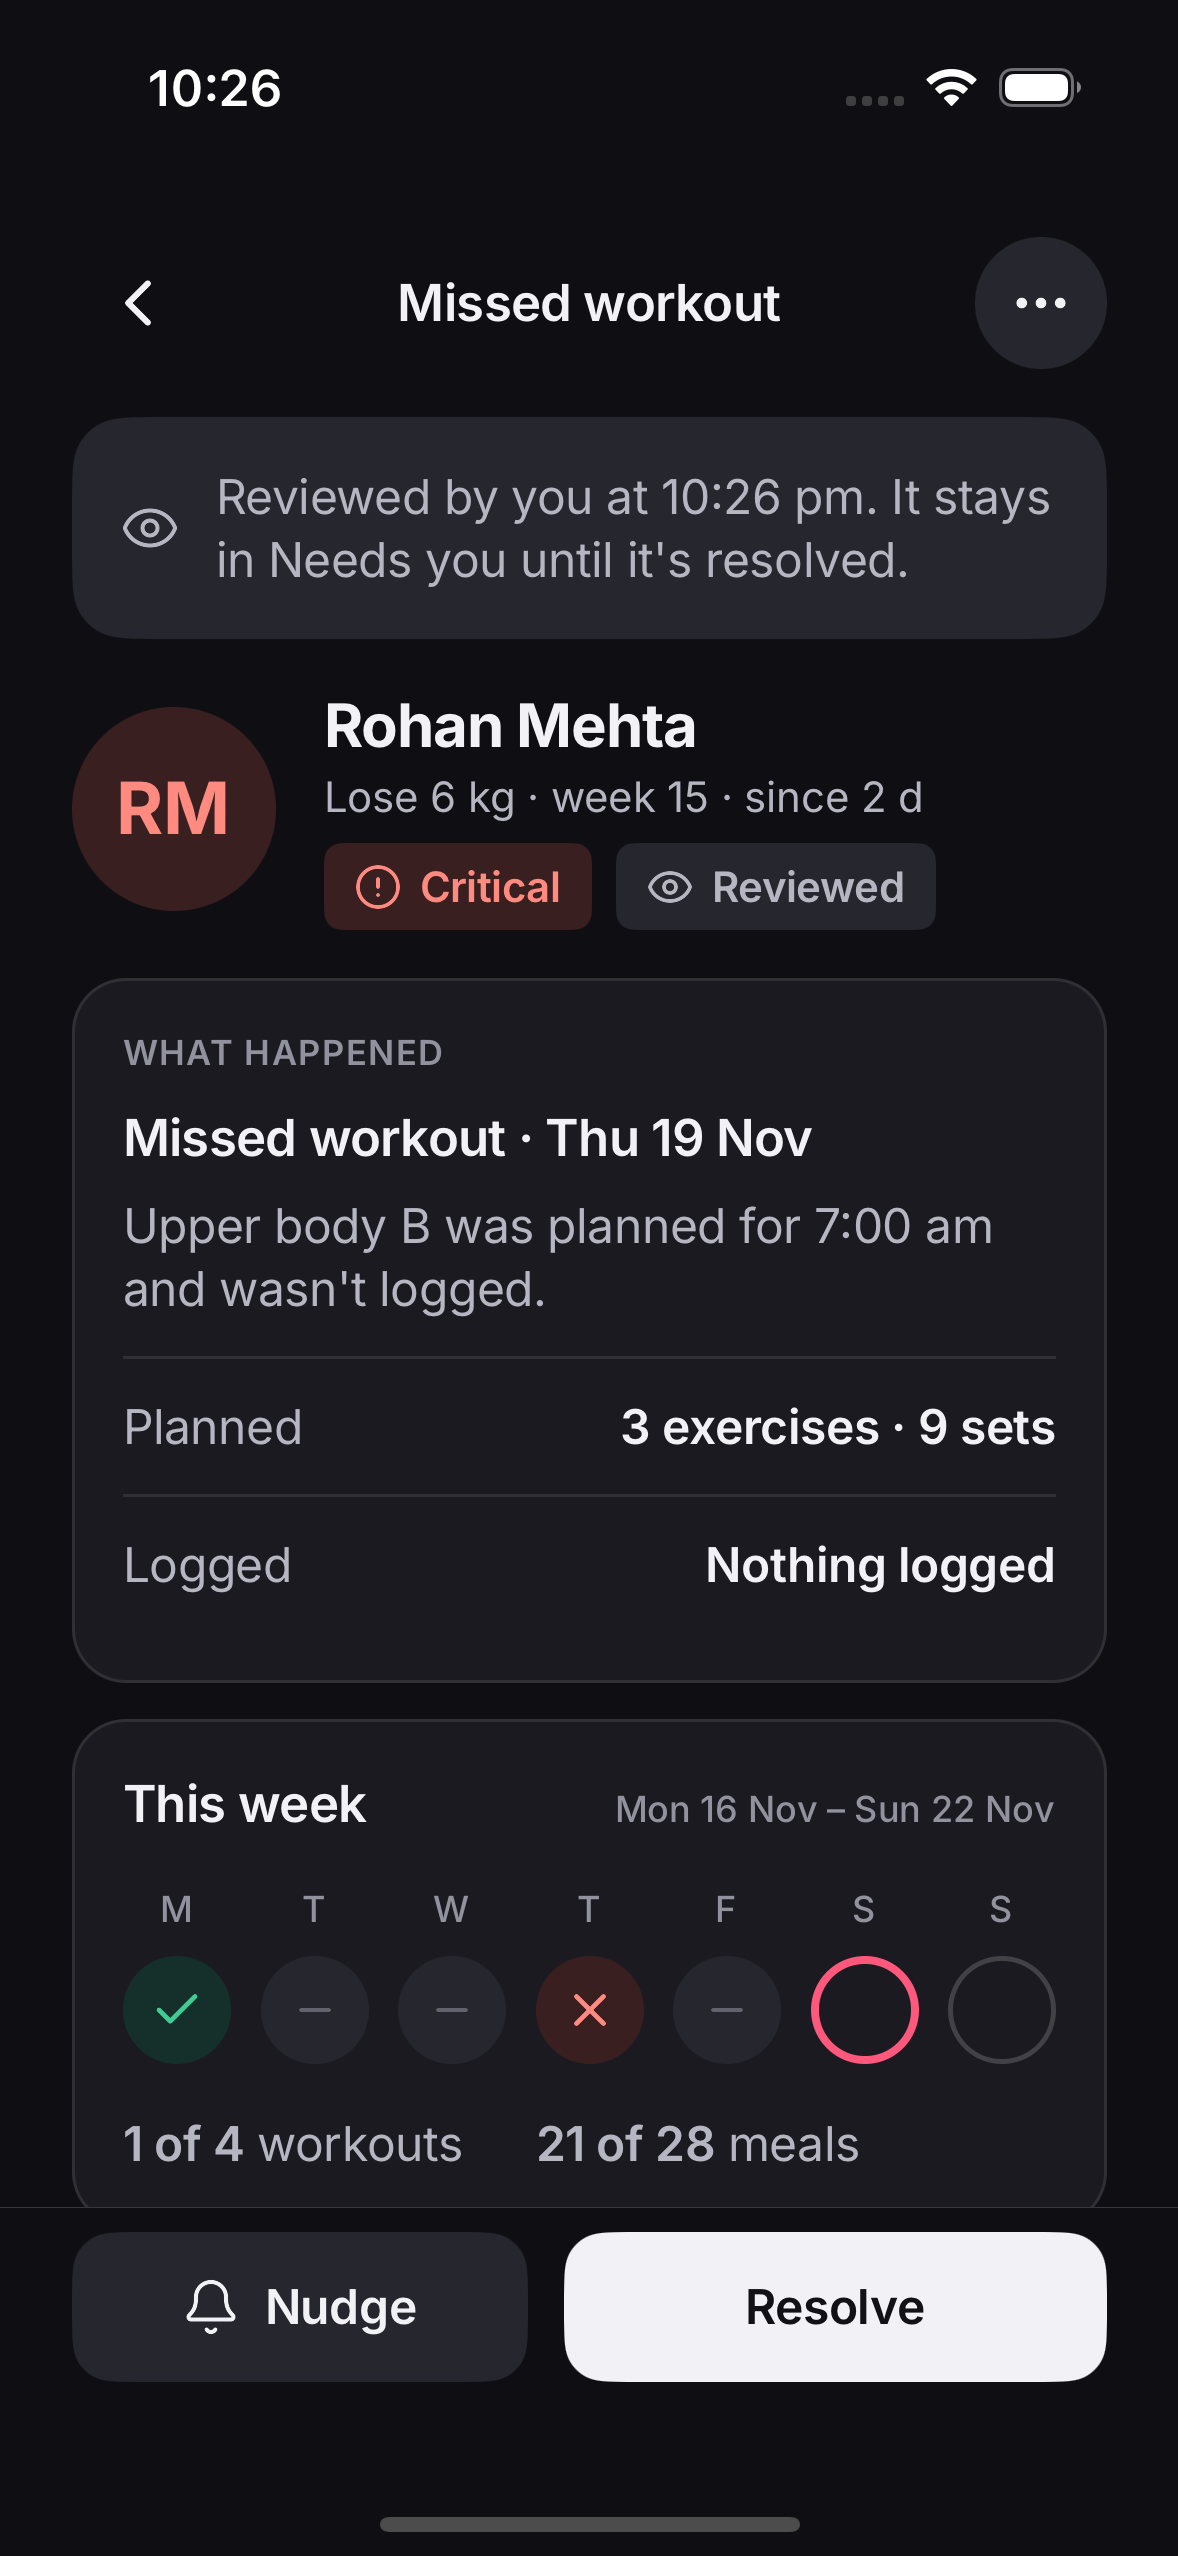 10:26
Missed workout
Reviewed by you at 10:26 pm. It stays
in Needs you until it's resolved.
RM
Rohan Mehta
Lose 6 kg · week 15 · since 2 d
Critical
Reviewed
WHAT HAPPENED
Missed workout · Thu 19 Nov
Upper body B was planned for 7:00 am
and wasn't logged.
Planned
3 exercises · 9 sets
Logged
Nothing logged
This week
Mon 16 Nov – Sun 22 Nov
M T W T F S S
1 of 4 workouts
21 of 28 meals
Nudge
Resolve